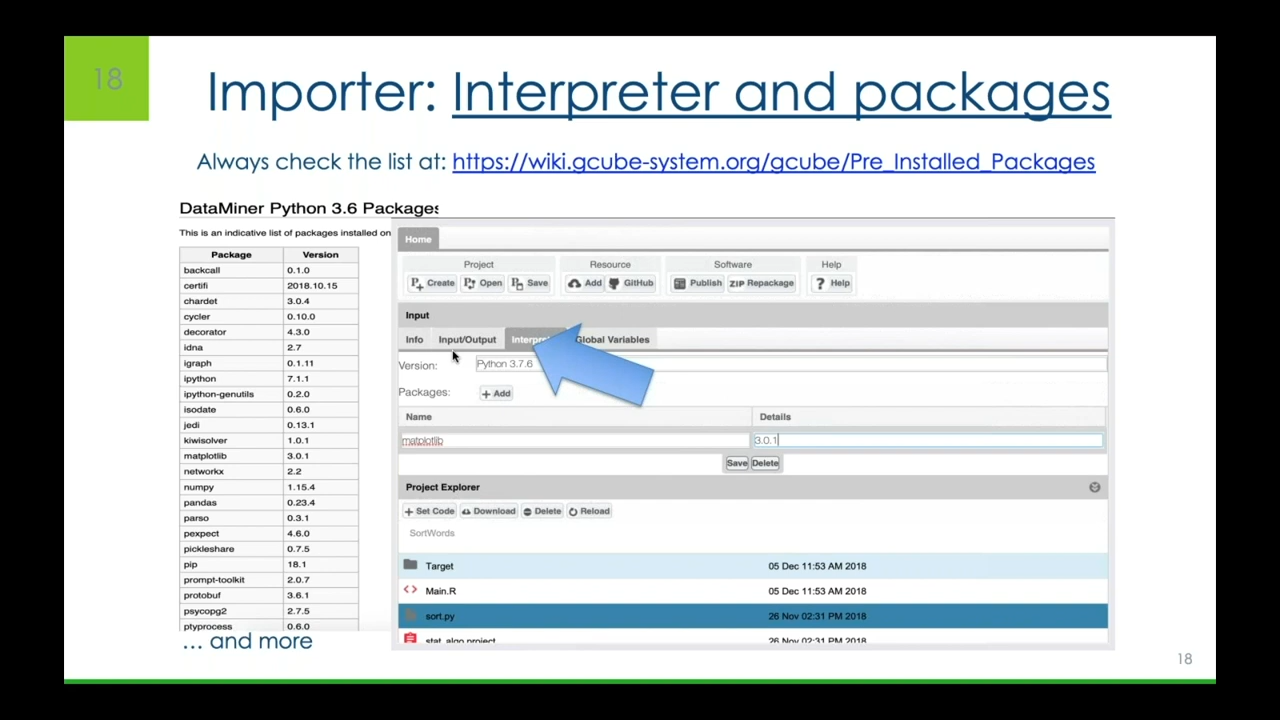 18
Importer: Interpreter and packages
Always check the list at: https://wiki.gcube-system.org/gcube/Pre_Installed_Packages
DataMiner Python 3.6 Packages
This is an indicative list of packages installed on
Package Version
backcall 0.1.0
certifi 2018.10.15
chardet 3.0.4
cycler 0.10.0
decorator 4.3.0
idna 2.7
igraph 0.1.11
ipython 7.1.1
ipython-genutils 0.2.0
isodate 0.6.0
jedi 0.13.1
kiwisolver 1.0.1
matplotlib 3.0.1
networkx 2.2
numpy 1.15.4
pandas 0.23.4
parso 0.3.1
pexpect 4.6.0
pickleshare 0.7.5
pip 18.1
prompt-toolkit 2.0.7
protobuf 3.6.1
psycopg2 2.7.5
ptyprocess 0.6.0
... and more
Home
Project Resource Software Help
Create Open Save Add GitHub Publish ZIP Repackage ? Help
Input
Info Input/Output Interpre Global Variables
Version: Python 3.7.6
Packages: + Add
Name Details
matplotlib 3.0.1
Save Delete
Project Explorer
+ Set Code Download Delete Reload
SortWords
Target 05 Dec 11:53 AM 2018
Main.R 05 Dec 11:53 AM 2018
sort.py 26 Nov 02:31 PM 2018
stat_algo.project 26 Nov 02:31 PM 2018
18